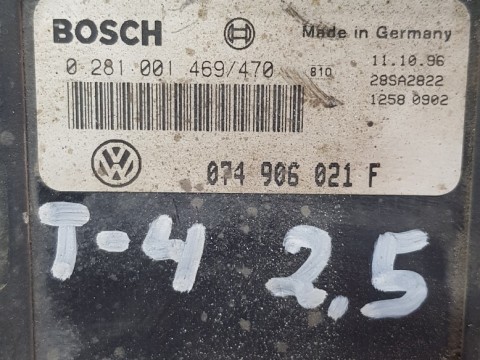 BOSCH Made in Germany
0 281 001 469/470 810 11.10.96
28SA2822
1258 0902
074 906 021 F
T-4 2.5